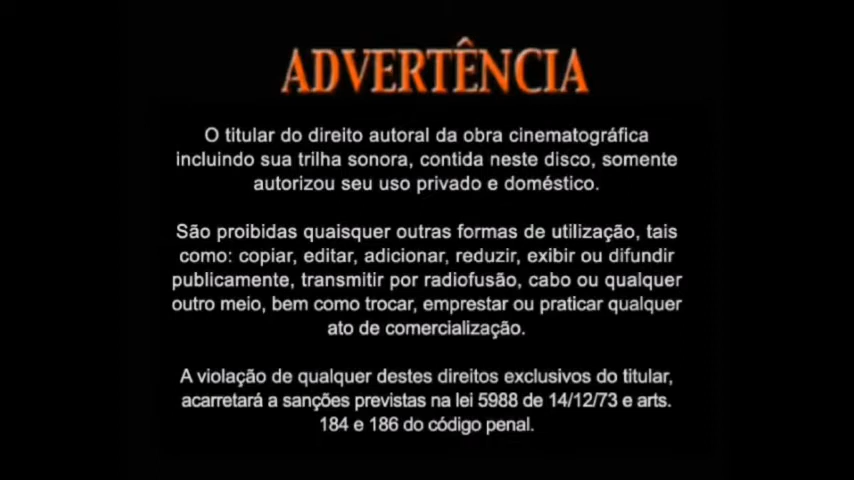 ADVERTÊNCIA
O titular do direito autoral da obra cinematográfica
incluindo sua trilha sonora, contida neste disco, somente
autorizou seu uso privado e doméstico.
São proibidas quaisquer outras formas de utilização, tais
como: copiar, editar, adicionar, reduzir, exibir ou difundir
publicamente, transmitir por radiofusão, cabo ou qualquer
outro meio, bem como trocar, emprestar ou praticar qualquer
ato de comercialização.
A violação de qualquer destes direitos exclusivos do titular,
acarretará a sanções previstas na lei 5988 de 14/12/73 e arts.
184 e 186 do código penal.